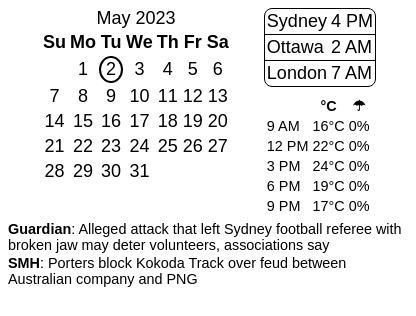 May 2023
Su Mo Tu We Th Fr Sa
1 2 3 4 5 6
7 8 9 10 11 12 13
14 15 16 17 18 19 20
21 22 23 24 25 26 27
28 29 30 31
Sydney 4 PM
Ottawa 2 AM
London 7 AM
°C ☂
9 AM 16°C 0%
12 PM 22°C 0%
3 PM 24°C 0%
6 PM 19°C 0%
9 PM 17°C 0%
Guardian: Alleged attack that left Sydney football referee with
broken jaw may deter volunteers, associations say
SMH: Porters block Kokoda Track over feud between
Australian company and PNG